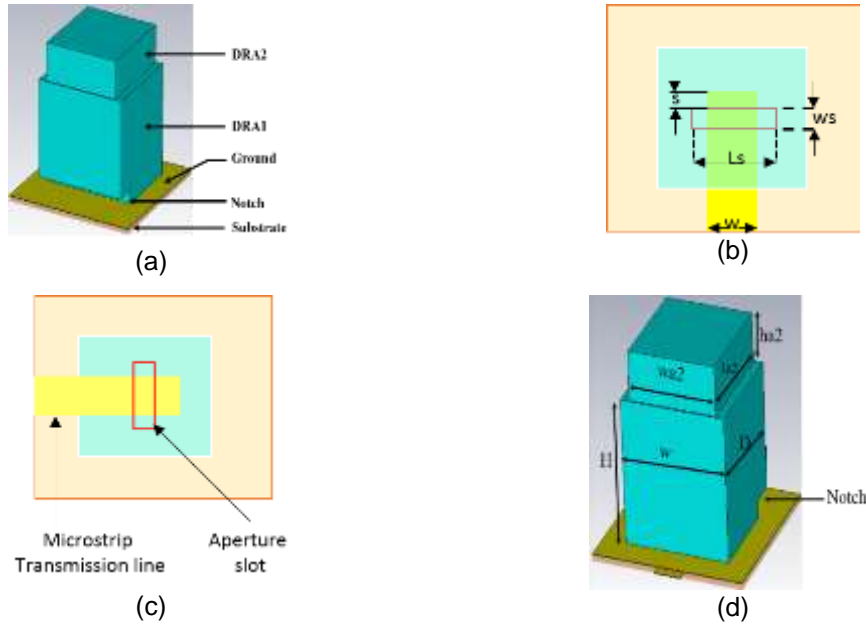 DRA2
DRA1
Ground
Notch
Substrate
(a)
s
ws
Ls
w
(b)
Microstrip
Transmission line
Aperture
slot
(c)
ha2
wa2
H
w
Notch
(d)